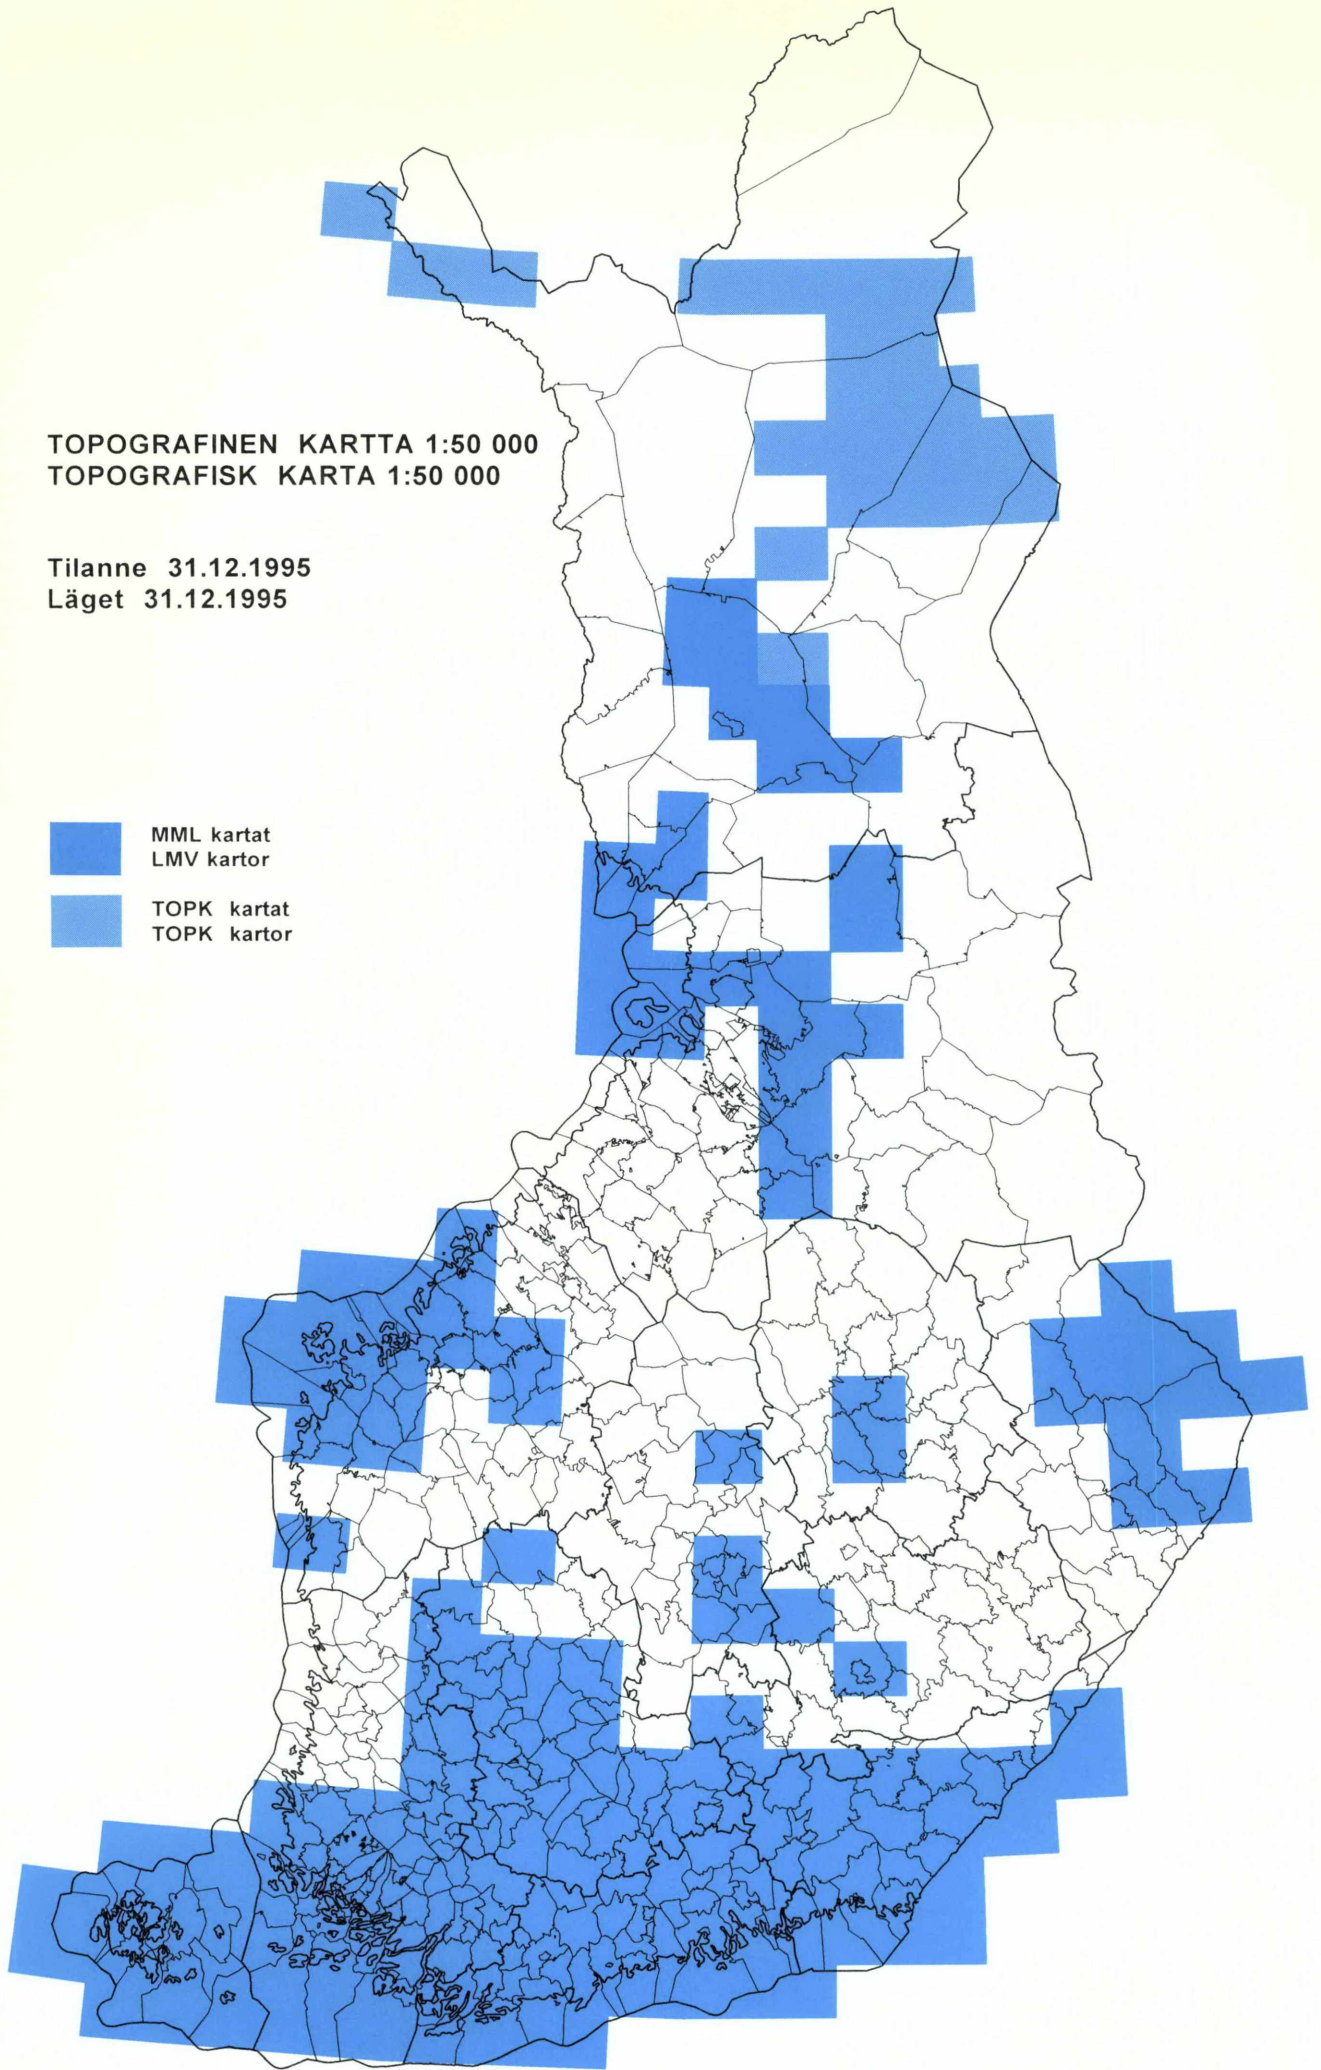 TOPOGRAFINEN KARTTA 1:50 000
TOPOGRAFISK KARTA 1:50 000
Tilanne 31.12.1995
Läget 31.12.1995
MML kartat
LMV kartor
TOPK kartat
TOPK kartor